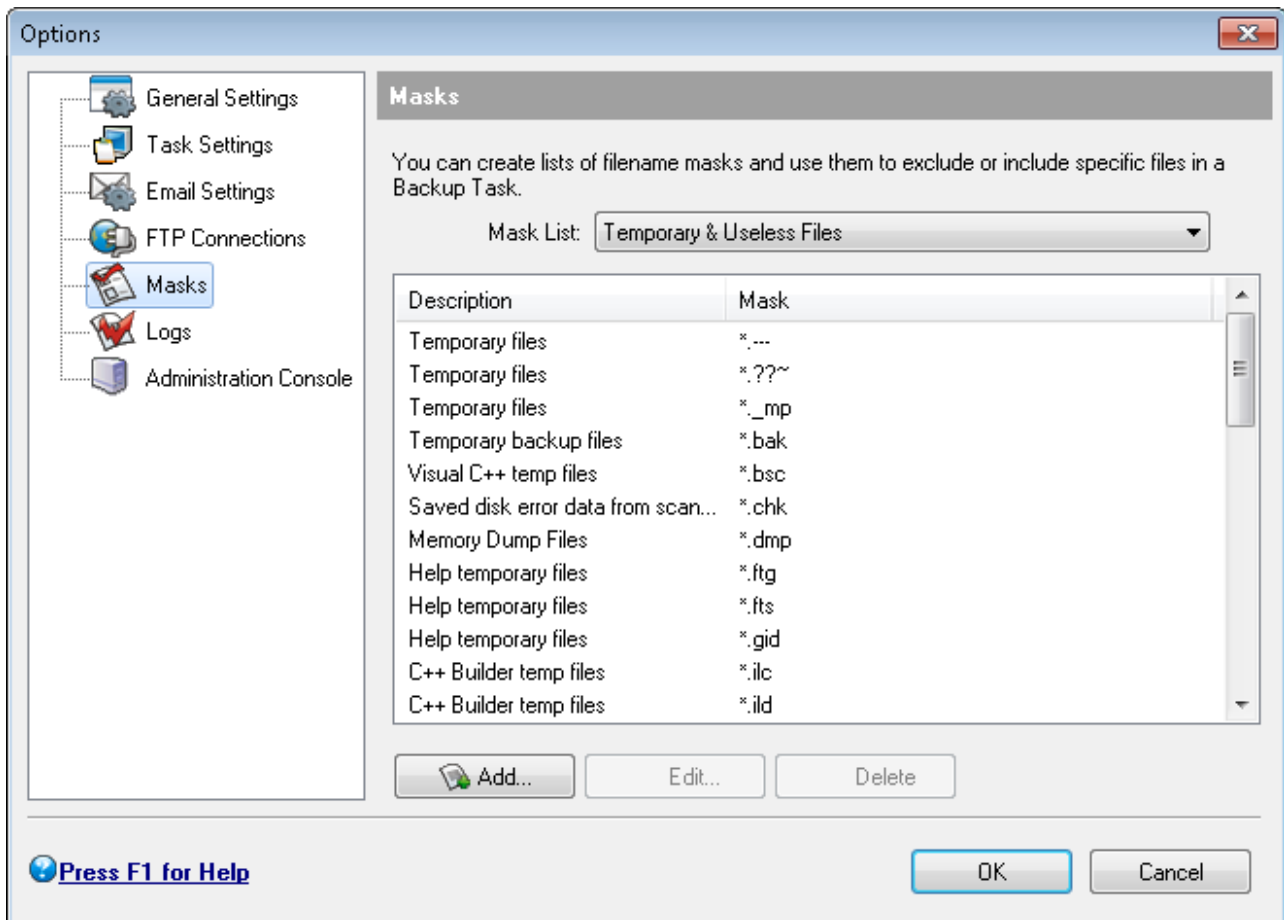 Options
General Settings
Task Settings
Email Settings
FTP Connections
Masks
Logs
Administration Console
Masks
You can create lists of filename masks and use them to exclude or include specific files in a
Backup Task.
Mask List: Temporary & Useless Files
Description Mask
Temporary files *.---
Temporary files *.??~
Temporary files *._mp
Temporary backup files *.bak
Visual C++ temp files *.bsc
Saved disk error data from scan... *.chk
Memory Dump Files *.dmp
Help temporary files *.ftg
Help temporary files *.fts
Help temporary files *.gid
C++ Builder temp files *.ilc
C++ Builder temp files *.ild
Add... Edit... Delete
Press F1 for Help OK Cancel